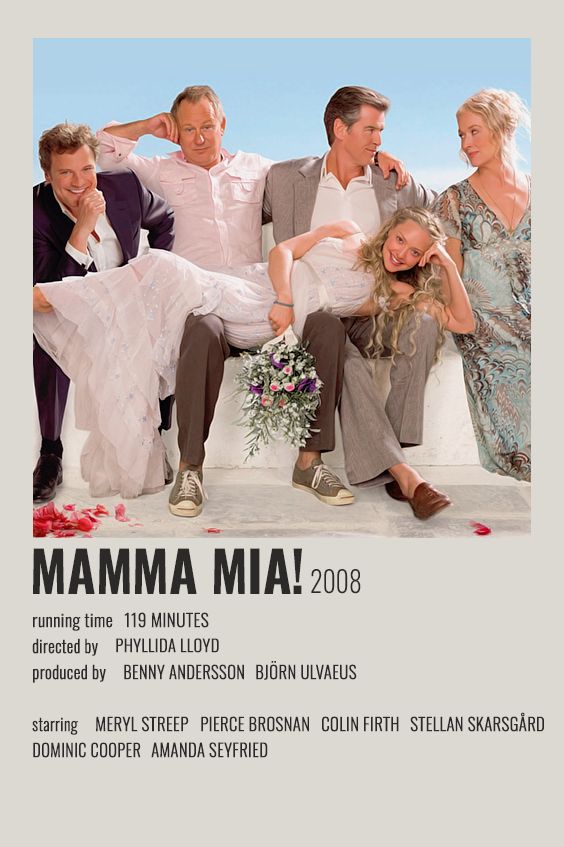 MAMMA MIA! 2008
running time 119 MINUTES
directed by PHYLLIDA LLOYD
produced by BENNY ANDERSSON BJÖRN ULVAEUS
starring MERYL STREEP PIERCE BROSNAN COLIN FIRTH STELLAN SKARSGÅRD
DOMINIC COOPER AMANDA SEYFRIED